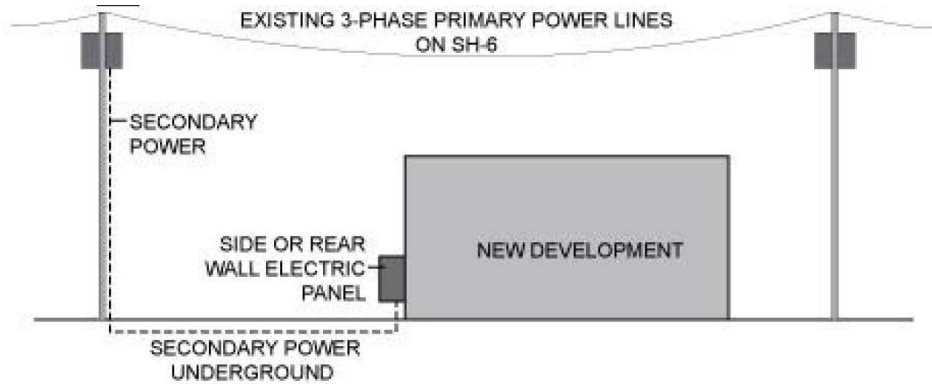 EXISTING 3-PHASE PRIMARY POWER LINES
ON SH-6
SECONDARY
POWER
SIDE OR REAR
WALL ELECTRIC
PANEL
NEW DEVELOPMENT
SECONDARY POWER
UNDERGROUND